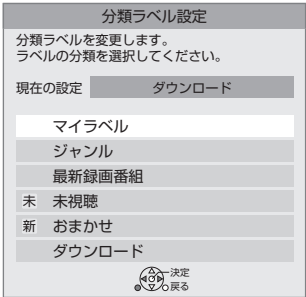 分類ラベル設定
分類ラベルを変更します。
ラベルの分類を選択してください。
現在の設定 ダウンロード
マイラベル
ジャンル
最新録画番組
未 未視聴
新 おまかせ
ダウンロード
決定
戻る